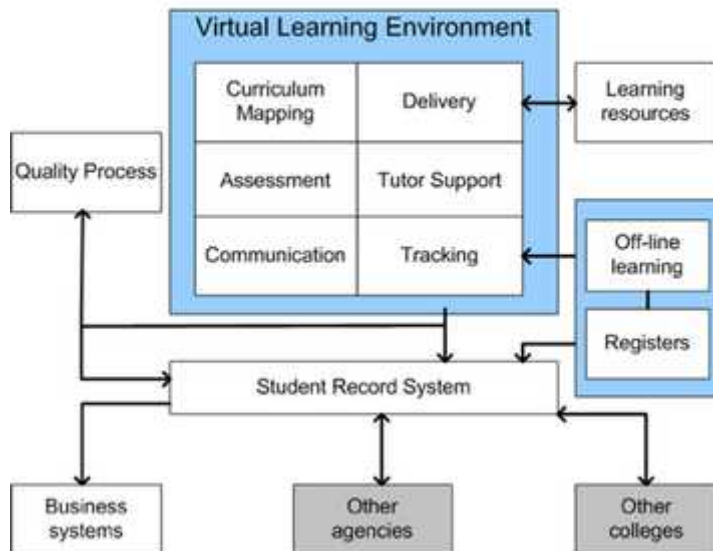 Virtual Learning Environment
Curriculum
Mapping
Delivery
Learning
resources
Quality Process
Assessment
Tutor Support
Communication
Tracking
Off-line
learning
Registers
Student Record System
Business
systems
Other
agencies
Other
colleges